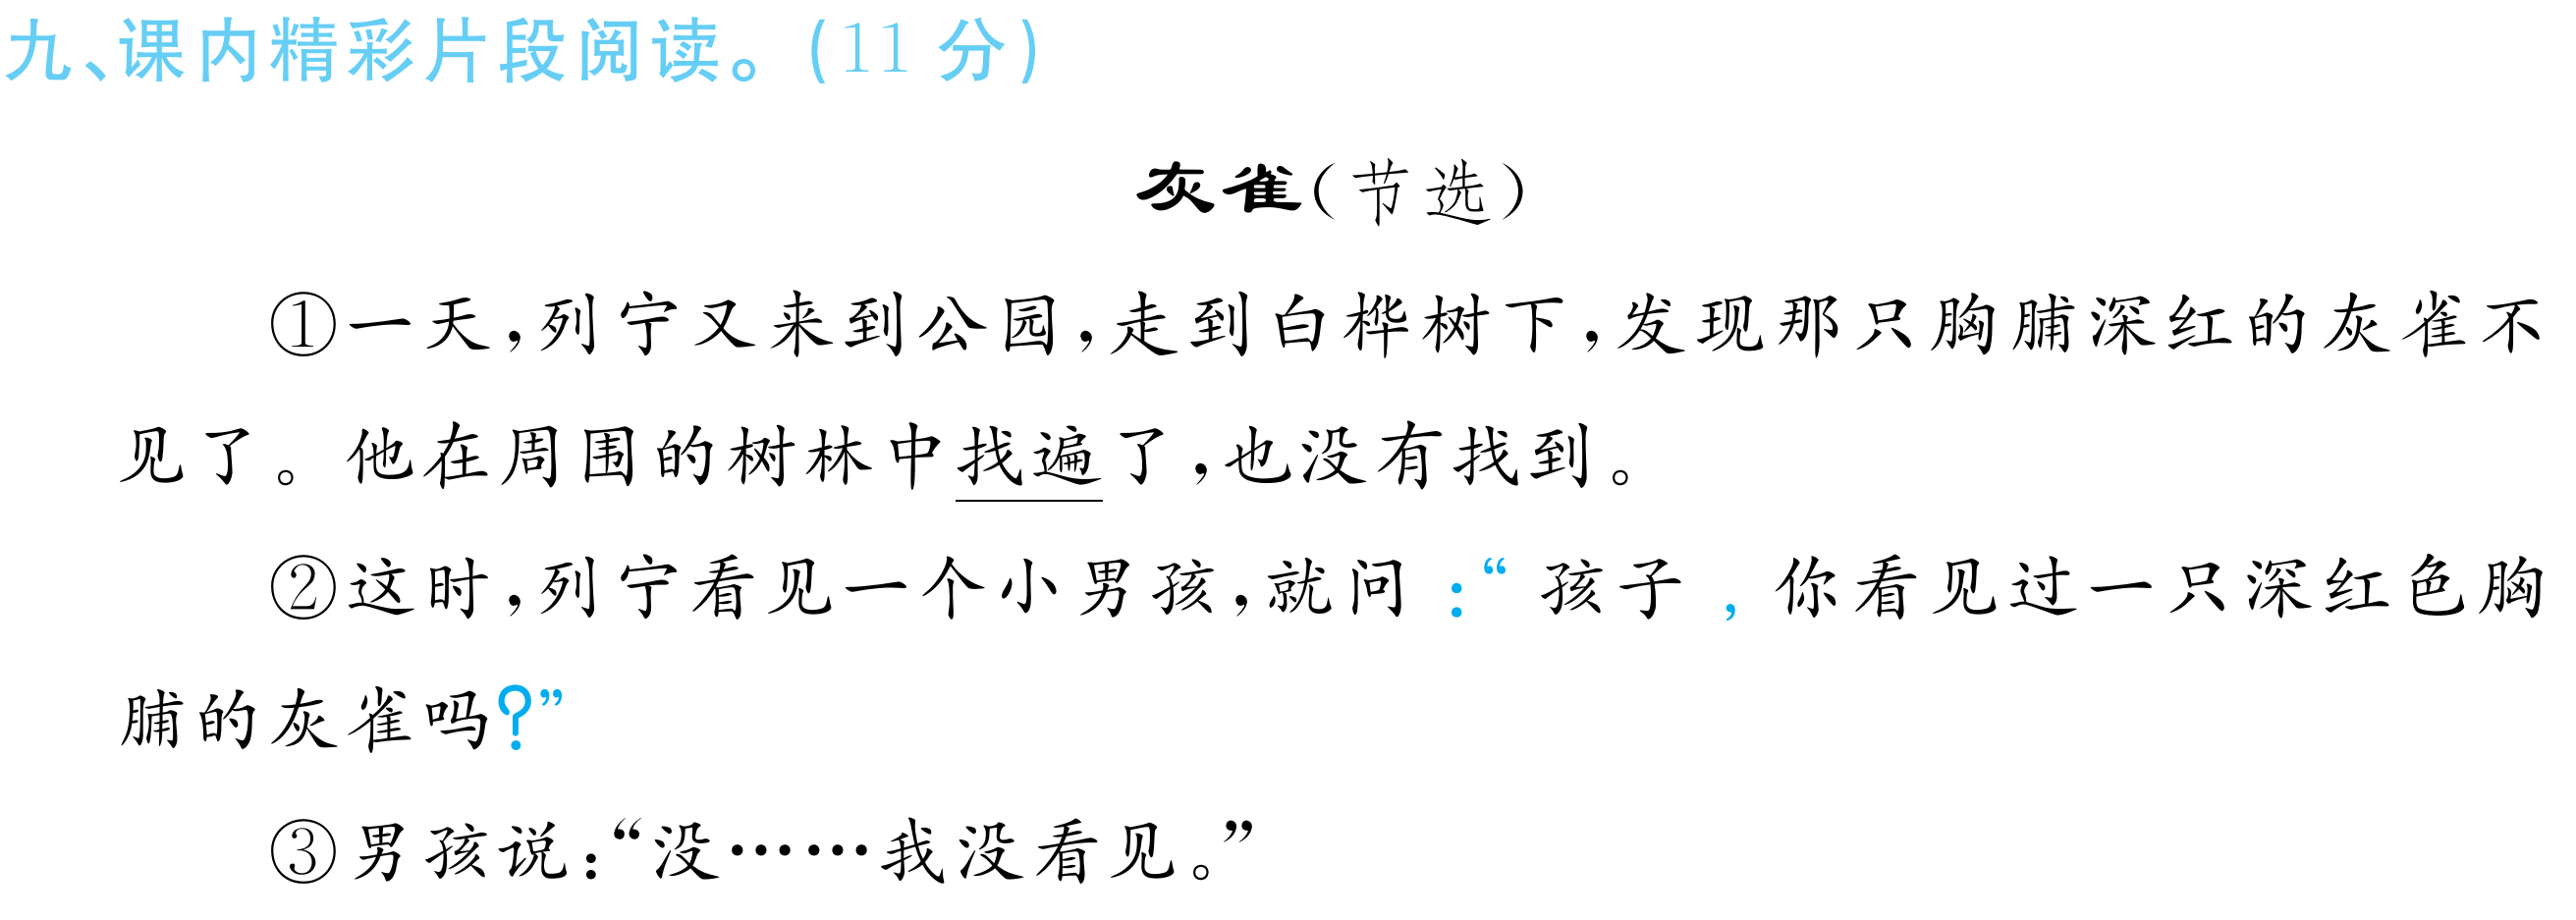 九、课内精彩片段阅读。(11 分)
灰雀(节选)
①一天,列宁又来到公园,走到白桦树下,发现那只胸脯深红的灰雀不
见了。他在周围的树林中找遍了,也没有找到。
②这时,列宁看见一个小男孩,就问:“孩子,你看见过一只深红色胸
脯的灰雀吗?”
③男孩说:“没……我没看见。”